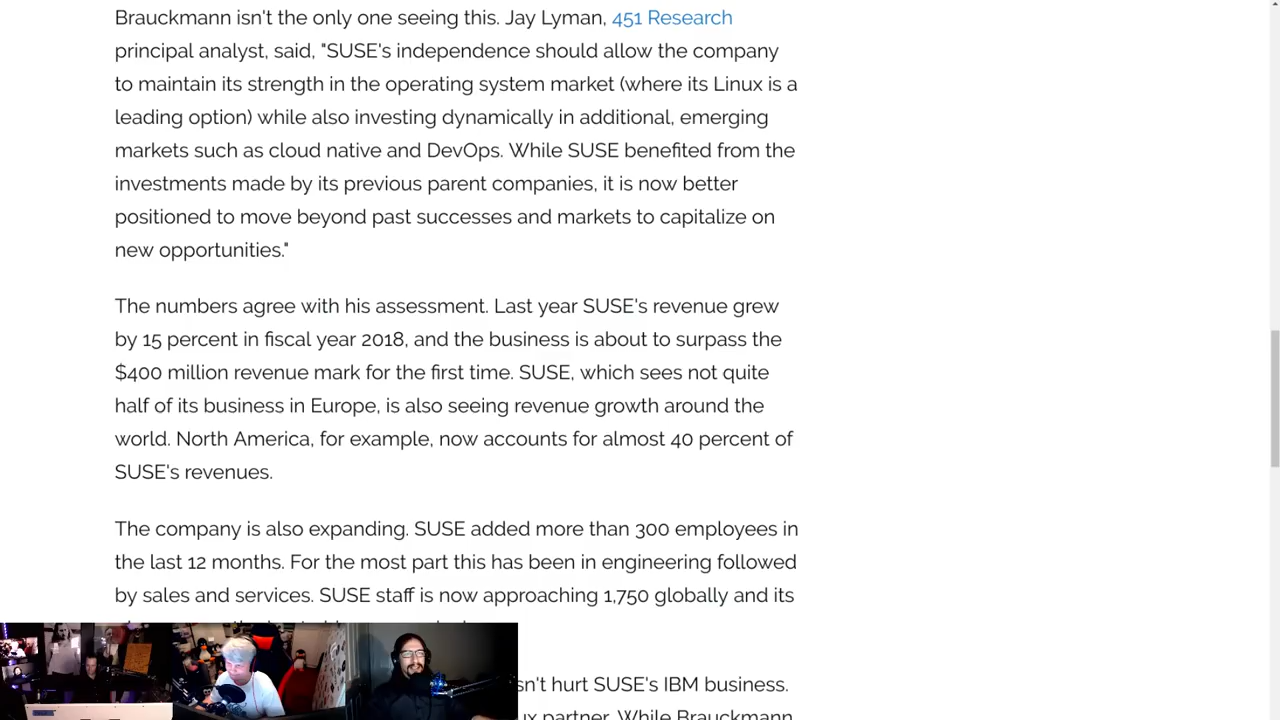 Brauckmann isn't the only one seeing this. Jay Lyman, 451 Research
principal analyst, said, "SUSE's independence should allow the company
to maintain its strength in the operating system market (where its Linux is a
leading option) while also investing dynamically in additional, emerging
markets such as cloud native and DevOps. While SUSE benefited from the
investments made by its previous parent companies, it is now better
positioned to move beyond past successes and markets to capitalize on
new opportunities."
The numbers agree with his assessment. Last year SUSE's revenue grew
by 15 percent in fiscal year 2018, and the business is about to surpass the
$400 million revenue mark for the first time. SUSE, which sees not quite
half of its business in Europe, is also seeing revenue growth around the
world. North America, for example, now accounts for almost 40 percent of
SUSE's revenues.
The company is also expanding. SUSE added more than 300 employees in
the last 12 months. For the most part this has been in engineering followed
by sales and services. SUSE staff is now approaching 1,750 globally and its
sn't hurt SUSE's IBM business.
ux partner. While Brauckmann